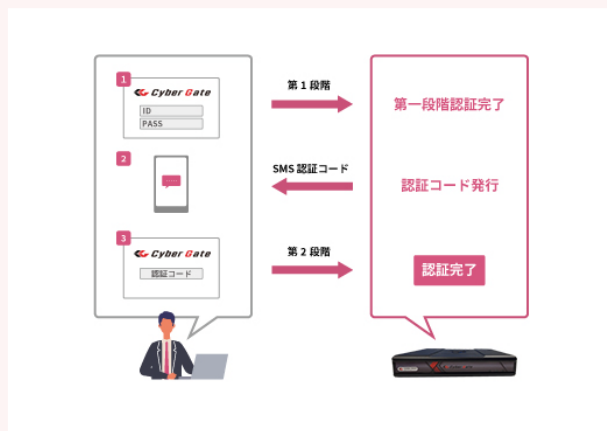 1
Cyber Gate
ID
PASS
第1段階
第一段階認証完了
2
SMS 認証コード
認証コード発行
3
Cyber Gate
認証コード
第2段階
認証完了